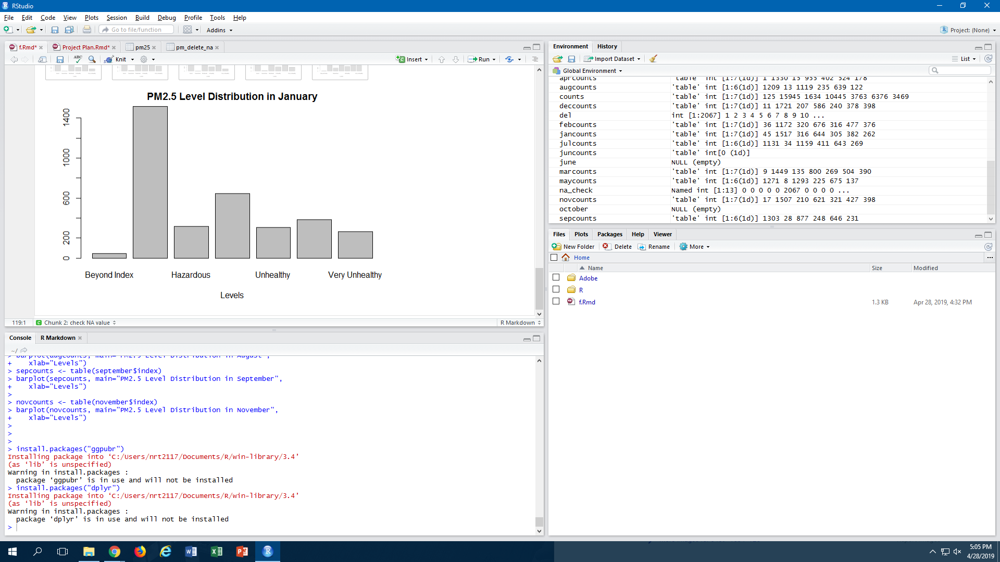 RStudio
File Edit Code View Plots Session Build Debug Profile Tools Help
Go to file/function Addins Project: (None)
f.Rmd* Project Plan.Rmd* pm25 pm_delete_na
ABC Knit Insert Run
PM2.5 Level Distribution in January
1400
1000
600
200
0
Beyond Index Hazardous Unhealthy Very Unhealthy
Levels
119:1 Chunk 2: check NA value R Markdown
Console R Markdown
~/
> barplot(augcounts, main="PM2.5 Level Distribution in August",
+    xlab="Levels")
> sepcounts <- table(september$index)
> barplot(sepcounts, main="PM2.5 Level Distribution in September",
+    xlab="Levels")
>
> novcounts <- table(november$index)
> barplot(novcounts, main="PM2.5 Level Distribution in November",
+    xlab="Levels")
>
>
>
> install.packages("ggpubr")
Installing package into ‘C:/Users/nrt2117/Documents/R/win-library/3.4’
(as ‘lib’ is unspecified)
Warning in install.packages :
  package ‘ggpubr’ is in use and will not be installed
> install.packages("dplyr")
Installing package into ‘C:/Users/nrt2117/Documents/R/win-library/3.4’
(as ‘lib’ is unspecified)
Warning in install.packages :
  package ‘dplyr’ is in use and will not be installed
>
Environment History
Import Dataset List
Global Environment
aprcounts 'table' int [1:7(1d)] 1 1330 15 955 402 524 178
augcounts 'table' int [1:6(1d)] 1209 13 1119 235 639 122
counts 'table' int [1:7(1d)] 125 15945 1634 10445 3763 6376 3469
deccounts 'table' int [1:7(1d)] 11 1721 207 586 240 378 398
del int [1:2067] 1 2 3 4 5 6 7 8 9 10 ...
febcounts 'table' int [1:7(1d)] 36 1172 320 676 316 477 376
jancounts 'table' int [1:7(1d)] 45 1517 316 644 305 382 262
julcounts 'table' int [1:6(1d)] 1131 34 1159 411 643 269
juncounts 'table' int[0 (1d)]
june NULL (empty)
marcounts 'table' int [1:7(1d)] 9 1449 135 800 269 504 390
maycounts 'table' int [1:6(1d)] 1271 8 1293 225 675 137
na_check Named int [1:13] 0 0 0 0 0 2067 0 0 0 0 ...
novcounts 'table' int [1:7(1d)] 17 1507 210 621 321 427 398
october NULL (empty)
sepcounts 'table' int [1:6(1d)] 1303 28 877 248 646 231
Files Plots Packages Help Viewer
New Folder Delete Rename More
Home ...
Name Size Modified
Adobe
R
f.Rmd 1.3 KB Apr 28, 2019, 4:32 PM
5:05 PM
4/28/2019